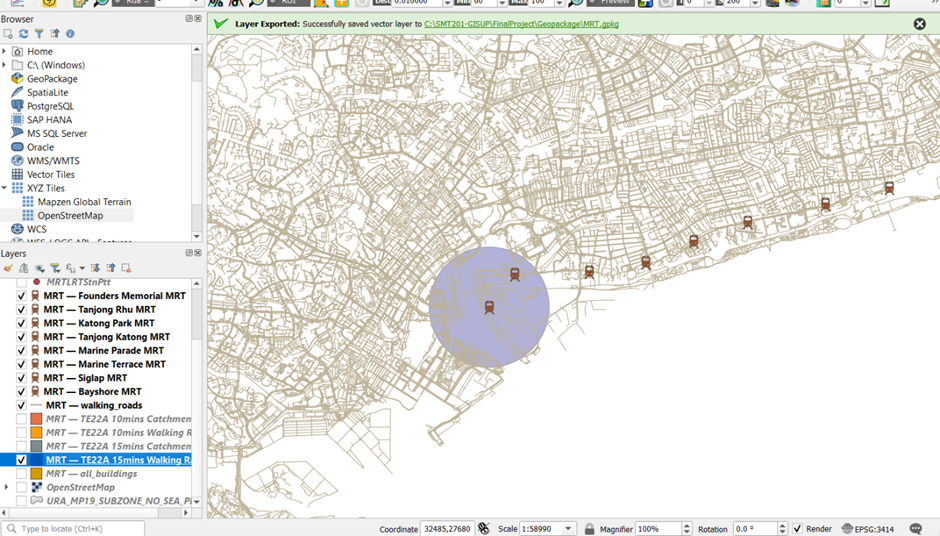 Layer Exported: Successfully saved vector layer to C:\SMT201-GISUP\FinalProject\Geopackage\MRT.gpkg
Browser
Home
C:\ (Windows)
GeoPackage
SpatiaLite
PostgreSQL
SAP HANA
MS SQL Server
Oracle
WMS/WMTS
Vector Tiles
XYZ Tiles
Mapzen Global Terrain
OpenStreetMap
WCS
Layers
MRTLRTStnPtt
MRT — Founders Memorial MRT
MRT — Tanjong Rhu MRT
MRT — Katong Park MRT
MRT — Tanjong Katong MRT
MRT — Marine Parade MRT
MRT — Marine Terrace MRT
MRT — Siglap MRT
MRT — Bayshore MRT
MRT — walking_roads
MRT — TE22A 10mins Catchmen
MRT — TE22A 10mins Walking R
MRT — TE22A 15mins Catchmen
MRT — TE22A 15mins Walking Ra
MRT — all_buildings
OpenStreetMap
URA_MP19_SUBZONE_NO_SEA_P
Type to locate (Ctrl+K)
Coordinate 32485,27680 Scale 1:58990 Magnifier 100% Rotation 0.0 ° Render EPSG:3414